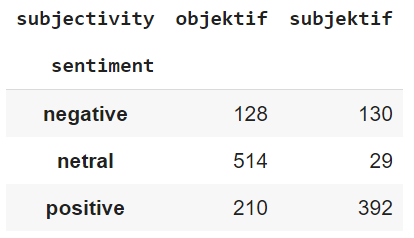 subjectivity objektif subjektif
sentiment
negative 128 130
netral 514 29
positive 210 392